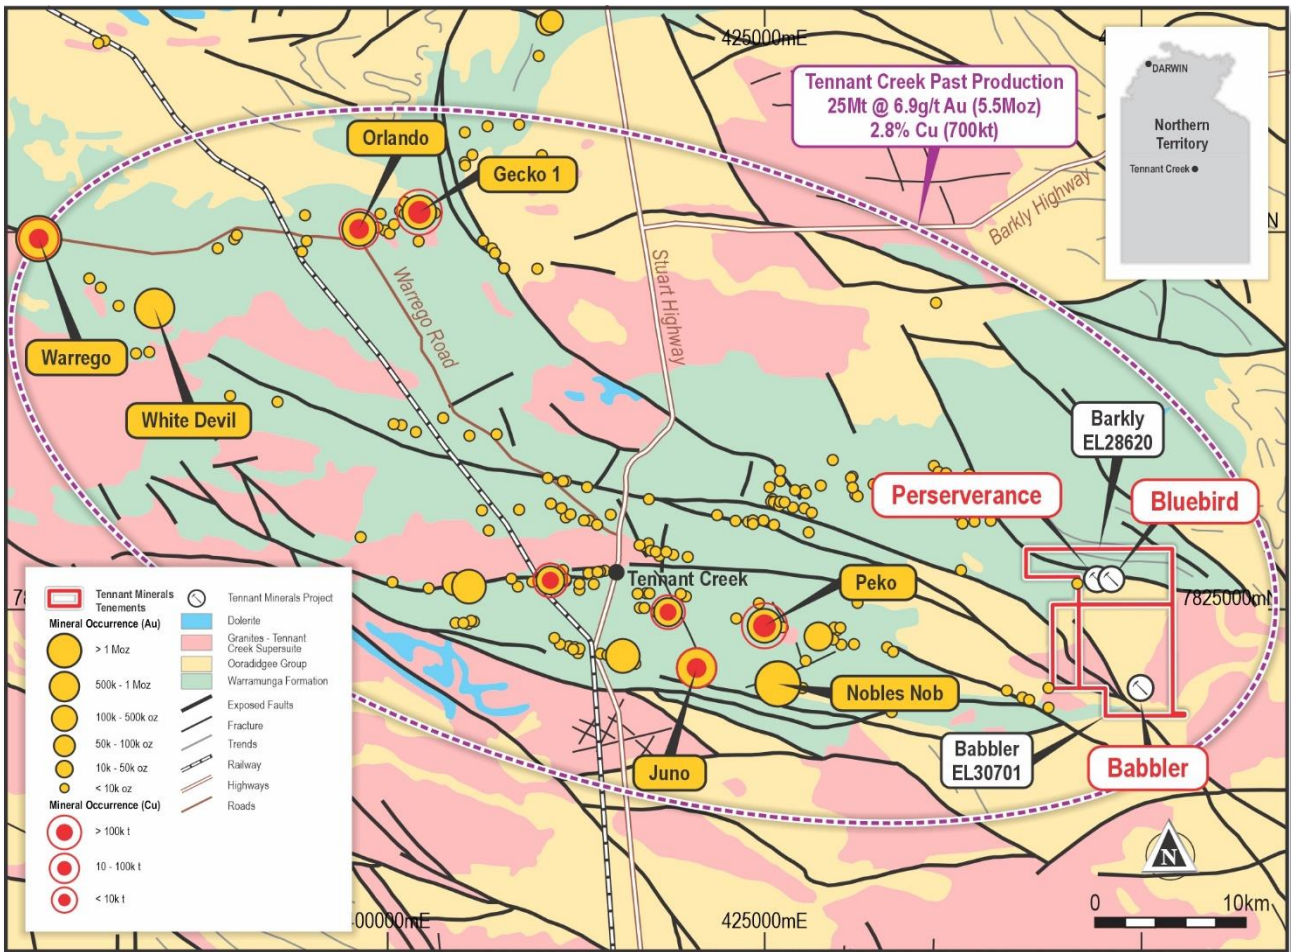 425000mE
4
Tennant Creek Past Production
25Mt @ 6.9g/t Au (5.5Moz)
2.8% Cu (700kt)
DARWIN
Northern
Territory
Tennant Creek
Orlando
Gecko 1
Barkly Highway
N
Stuart Highway
Warrego Road
Warrego
White Devil
Barkly
EL28620
Perserverance
Bluebird
Tennant Creek
Peko
78
7825000mN
Nobles Nob
Juno
Babbler
EL30701
Babbler
Tennant Minerals
Tenements
Mineral Occurrence (Au)
> 1 Moz
500k - 1 Moz
100k - 500k oz
50k - 100k oz
10k - 50k oz
< 10k oz
Mineral Occurrence (Cu)
> 100k t
10 - 100k t
< 10k t
Tennant Minerals Project
Dolerite
Granites - Tennant
Creek Supersuite
Ooradidgee Group
Warramunga Formation
Exposed Faults
Fracture
Trends
Railway
Highways
Roads
00000mE
425000mE
N
0 10km